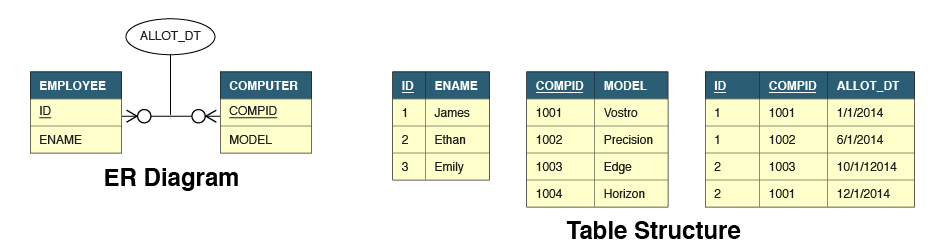 ALLOT_DT
EMPLOYEE
ID
ENAME
COMPUTER
COMPID
MODEL
ER Diagram
ID ENAME
1 James
2 Ethan
3 Emily
COMPID MODEL
1001 Vostro
1002 Precision
1003 Edge
1004 Horizon
ID COMPID ALLOT_DT
1 1001 1/1/2014
1 1002 6/1/2014
2 1003 10/1/12014
2 1001 12/1/2014
Table Structure